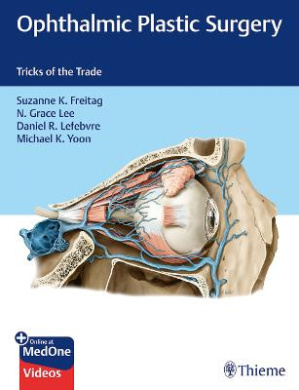 Ophthalmic Plastic Surgery
Tricks of the Trade
Suzanne K. Freitag
N. Grace Lee
Daniel R. Lefebvre
Michael K. Yoon
Online at
MedOne
Videos
Thieme